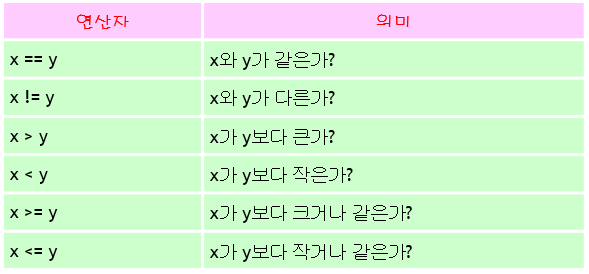 연산자 의미
x == y x와 y가 같은가?
x != y x와 y가 다른가?
x > y x가 y보다 큰가?
x < y x가 y보다 작은가?
x >= y x가 y보다 크거나 같은가?
x <= y x가 y보다 작거나 같은가?